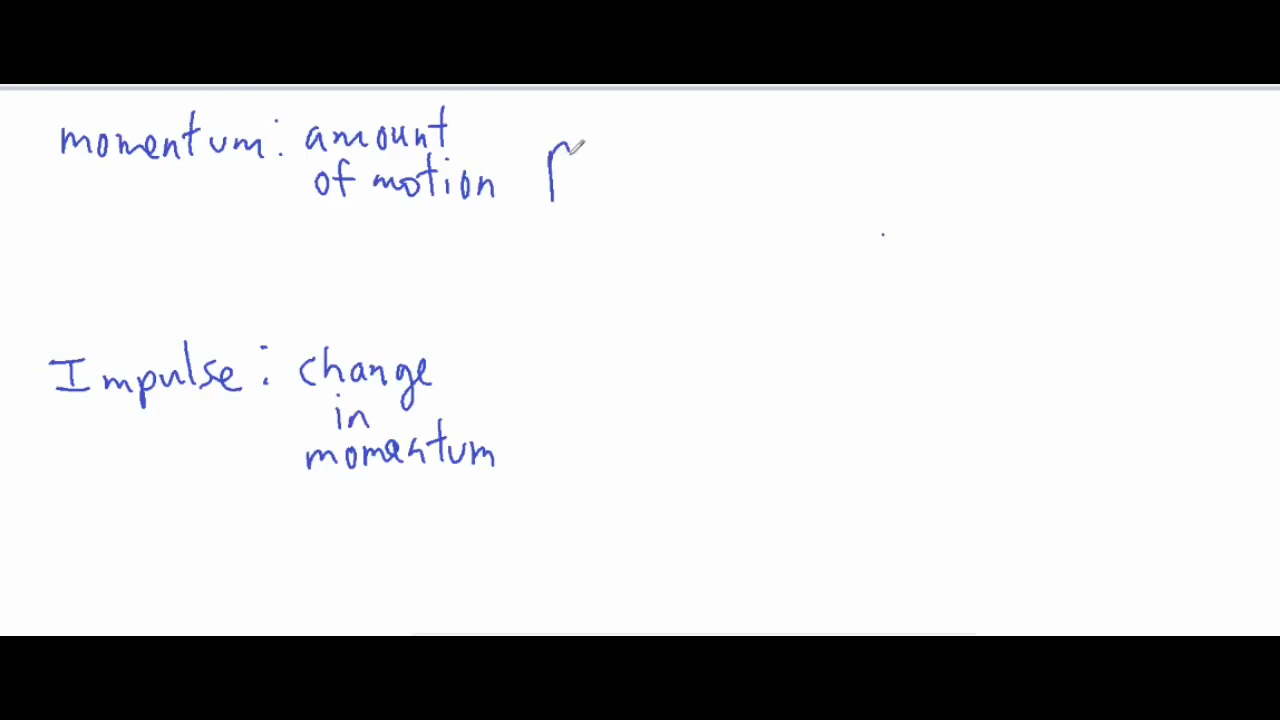 momentum: amount
of motion
Impulse: change
in
momentum